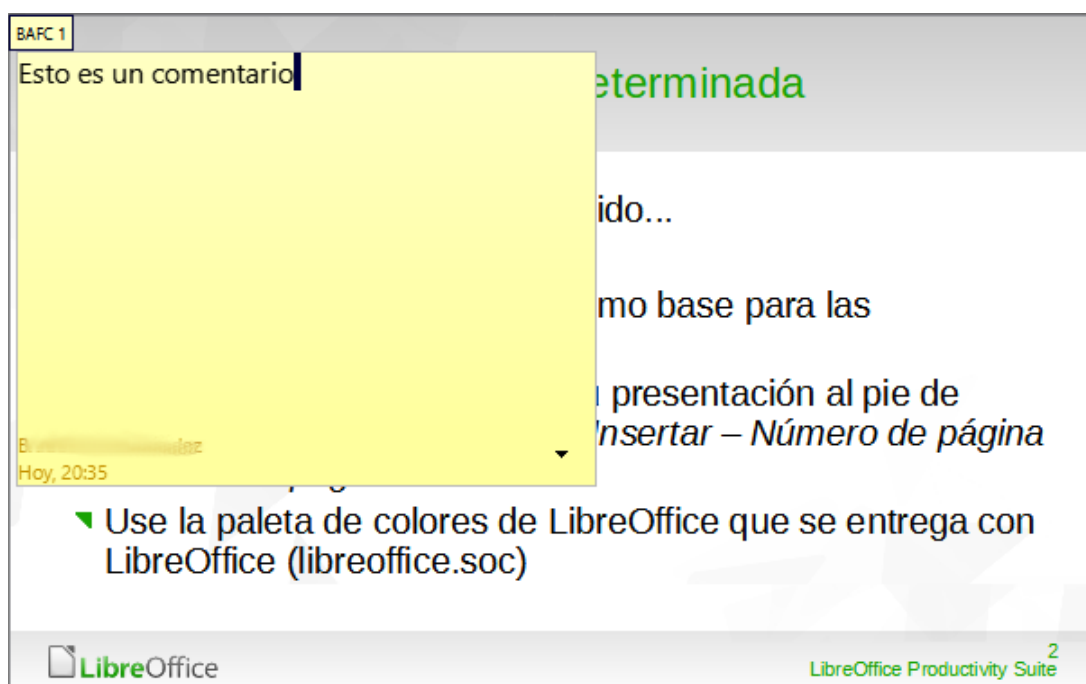 BAFC 1
Esto es un comentario
eterminada
ido...
mo base para las
presentación al pie de
Insertar – Número de página
Hoy, 20:35
Use la paleta de colores de LibreOffice que se entrega con
LibreOffice (libreoffice.soc)
LibreOffice
2
LibreOffice Productivity Suite